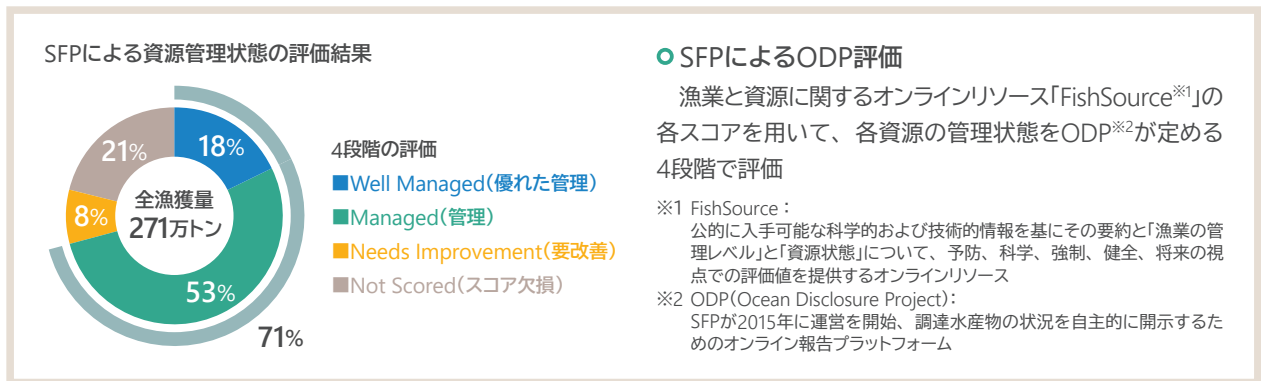 SFPによる資源管理状態の評価結果
18%
21%
8%
53%
71%
全漁獲量
271万トン
4段階の評価
■Well Managed(優れた管理)
■Managed(管理)
■Needs Improvement(要改善)
■Not Scored(スコア欠損)
SFPによるODP評価
漁業と資源に関するオンラインリソース「FishSource※1」の
各スコアを用いて、各資源の管理状態をODP※2が定める
4段階で評価
※1 FishSource：
公的に入手可能な科学的および技術的情報を基にその要約と「漁業の管
理レベル」と「資源状態」について、予防、科学、強制、健全、将来の視
点での評価値を提供するオンラインリソース
※2 ODP(Ocean Disclosure Project)：
SFPが2015年に運営を開始、調達水産物の状況を自主的に開示するた
めのオンライン報告プラットフォーム